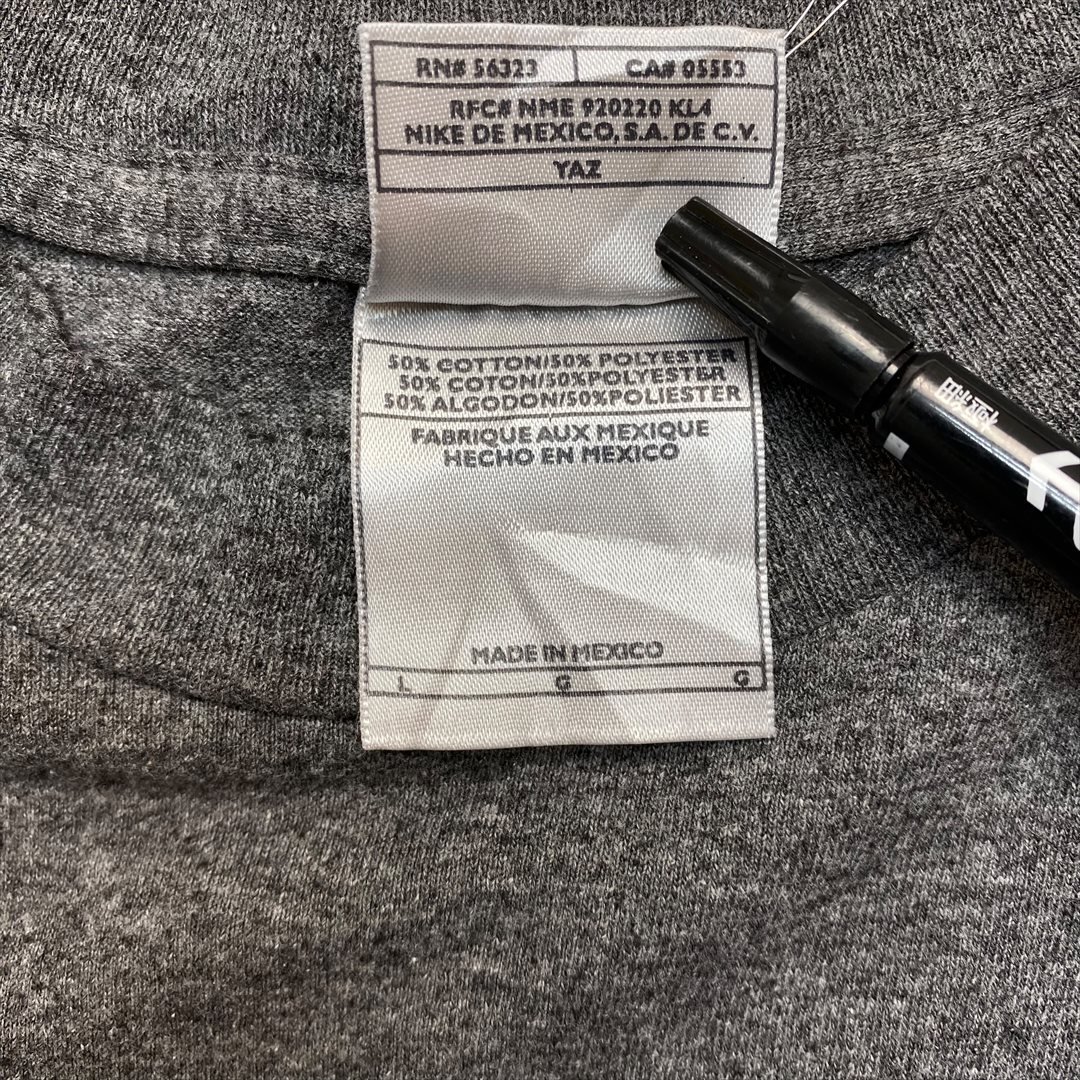 RN# 56323 CA# 05553
RFC# NME 920220 KL4
NIKE DE MEXICO, S.A. DE C.V.
YAZ
50% COTTON/50% POLYESTER
50% COTON/50%POLYESTER
50% ALGODON/50%POLIESTER
FABRIQUE AUX MEXIQUE
HECHO EN MEXICO
MADE IN MEXICO
L G G